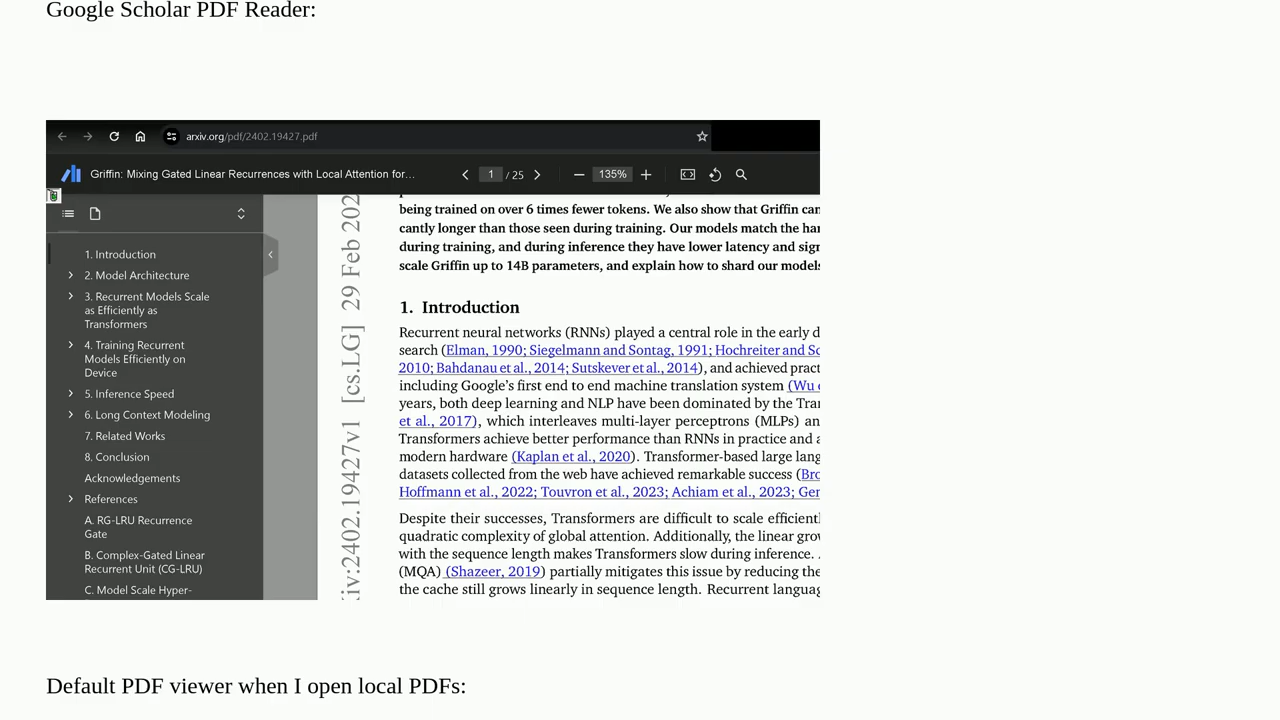 Google Scholar PDF Reader:
arxiv.org/pdf/2402.19427.pdf
Griffin: Mixing Gated Linear Recurrences with Local Attention for...
1 / 25
135%
1. Introduction
2. Model Architecture
3. Recurrent Models Scale
as Efficiently as
Transformers
4. Training Recurrent
Models Efficiently on
Device
5. Inference Speed
6. Long Context Modeling
7. Related Works
8. Conclusion
Acknowledgements
References
A. RG-LRU Recurrence
Gate
B. Complex-Gated Linear
Recurrent Unit (CG-LRU)
C. Model Scale Hyper-
iv:2402.19427v1 [cs.LG] 29 Feb 202
being trained on over 6 times fewer tokens. We also show that Griffin can
cantly longer than those seen during training. Our models match the har
during training, and during inference they have lower latency and sign
scale Griffin up to 14B parameters, and explain how to shard our models
1. Introduction
Recurrent neural networks (RNNs) played a central role in the early d
search (Elman, 1990; Siegelmann and Sontag, 1991; Hochreiter and Sc
2010; Bahdanau et al., 2014; Sutskever et al., 2014), and achieved pract
including Google's first end to end machine translation system (Wu
years, both deep learning and NLP have been dominated by the Tran
et al., 2017), which interleaves multi-layer perceptrons (MLPs) an
Transformers achieve better performance than RNNs in practice and a
modern hardware (Kaplan et al., 2020). Transformer-based large lang
datasets collected from the web have achieved remarkable success (Bro
Hoffmann et al., 2022; Touvron et al., 2023; Achiam et al., 2023; Ger
Despite their successes, Transformers are difficult to scale efficientl
quadratic complexity of global attention. Additionally, the linear grow
with the sequence length makes Transformers slow during inference.
(MQA) (Shazeer, 2019) partially mitigates this issue by reducing the
the cache still grows linearly in sequence length. Recurrent languag
Default PDF viewer when I open local PDFs: